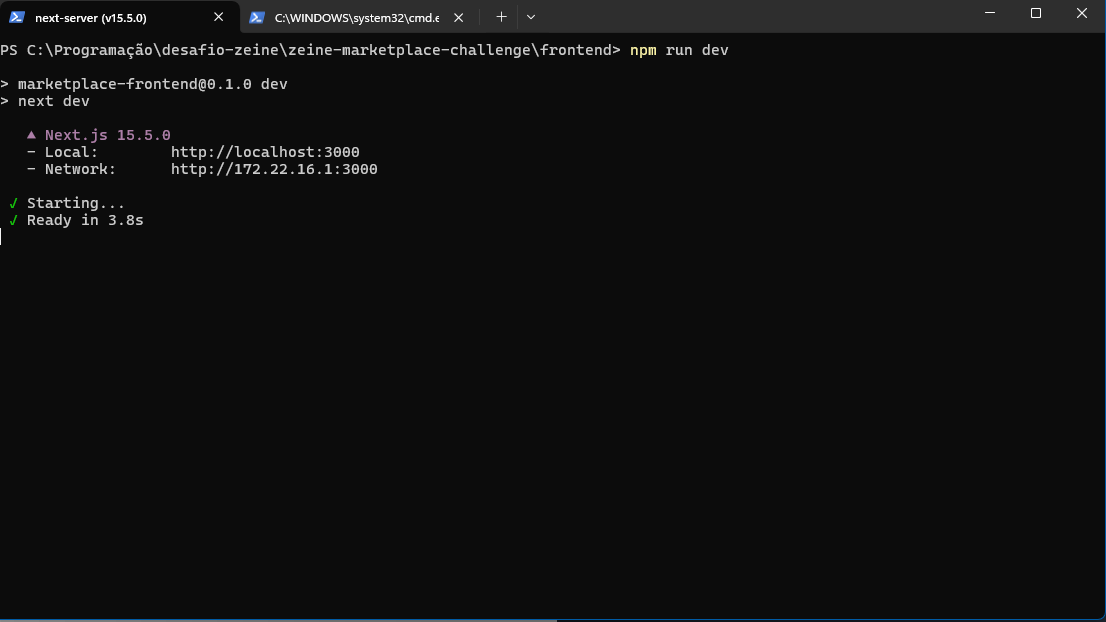 next-server (v15.5.0)
C:\WINDOWS\system32\cmd.e
PS C:\Programação\desafio-zeine\zeine-marketplace-challenge\frontend> npm run dev
> marketplace-frontend@0.1.0 dev
> next dev
▲ Next.js 15.5.0
- Local: http://localhost:3000
- Network: http://172.22.16.1:3000
✓ Starting...
✓ Ready in 3.8s